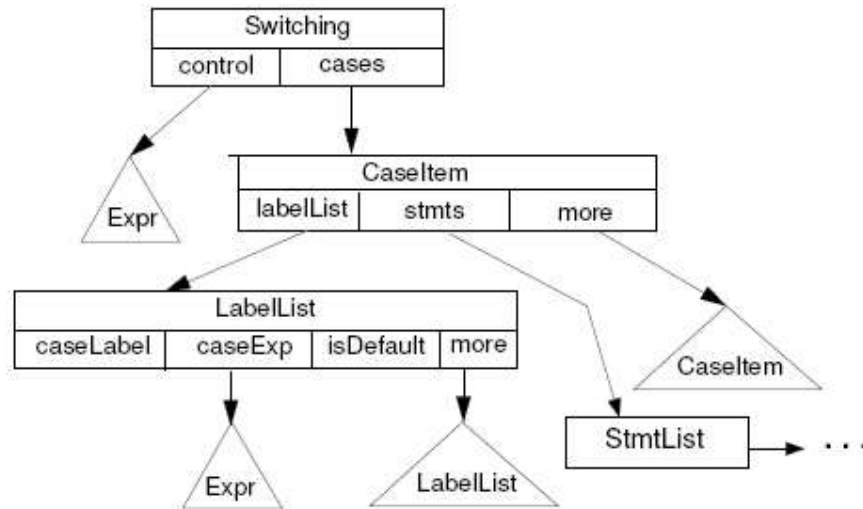 Switching
control cases
CaseItem
Expr
labelList stmts more
LabelList
caseLabel caseExp isDefault more
CaseItem
StmtList ...
Expr
LabelList